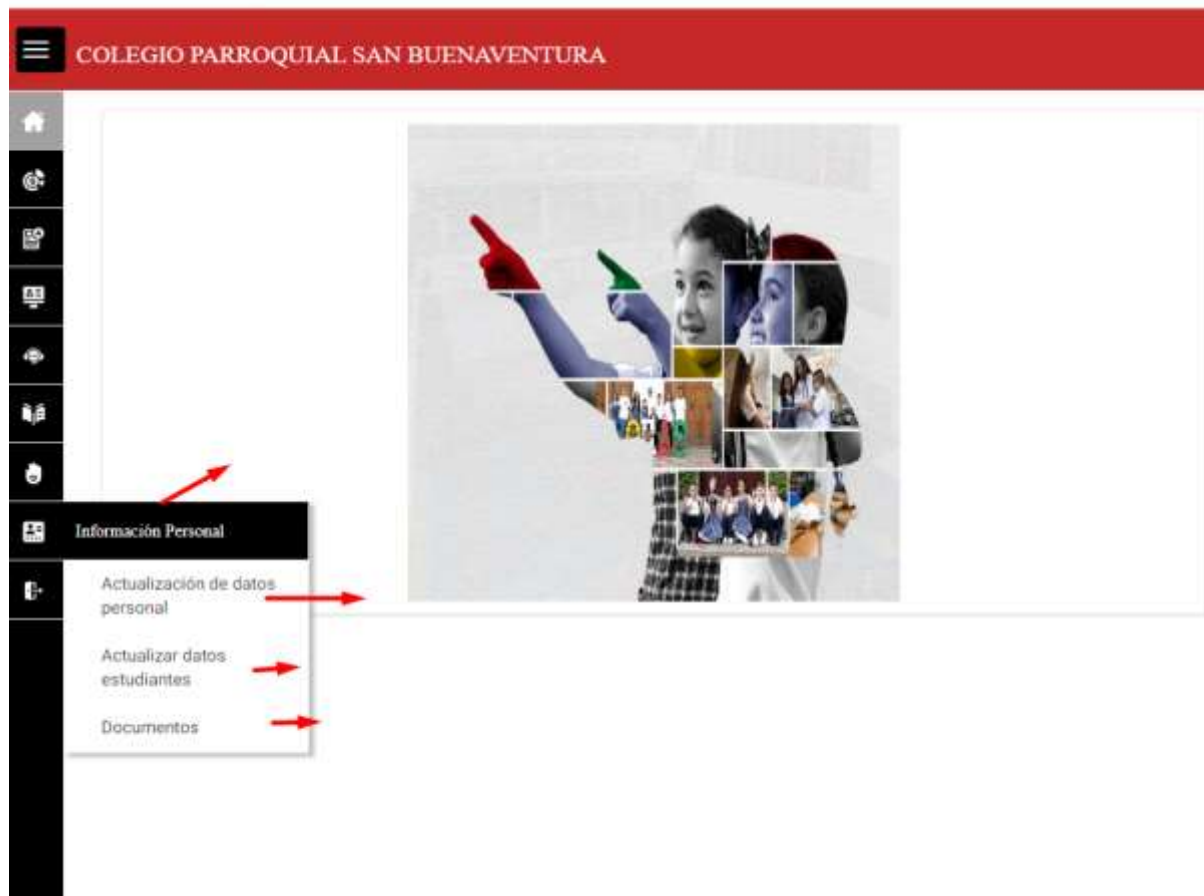 COLEGIO PARROQUIAL SAN BUENAVENTURA
Información Personal
Actualización de datos
personal
Actualizar datos
estudiantes
Documentos